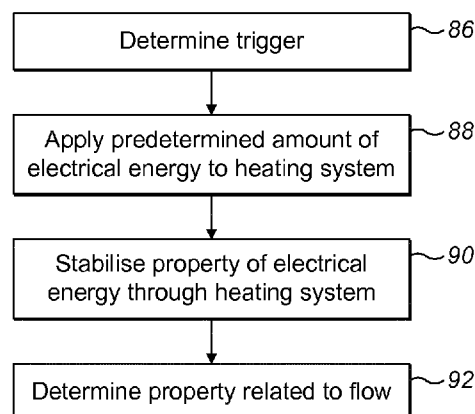 Determine trigger
86
Apply predetermined amount of
electrical energy to heating system
88
Stabilise property of electrical
energy through heating system
90
Determine property related to flow
92